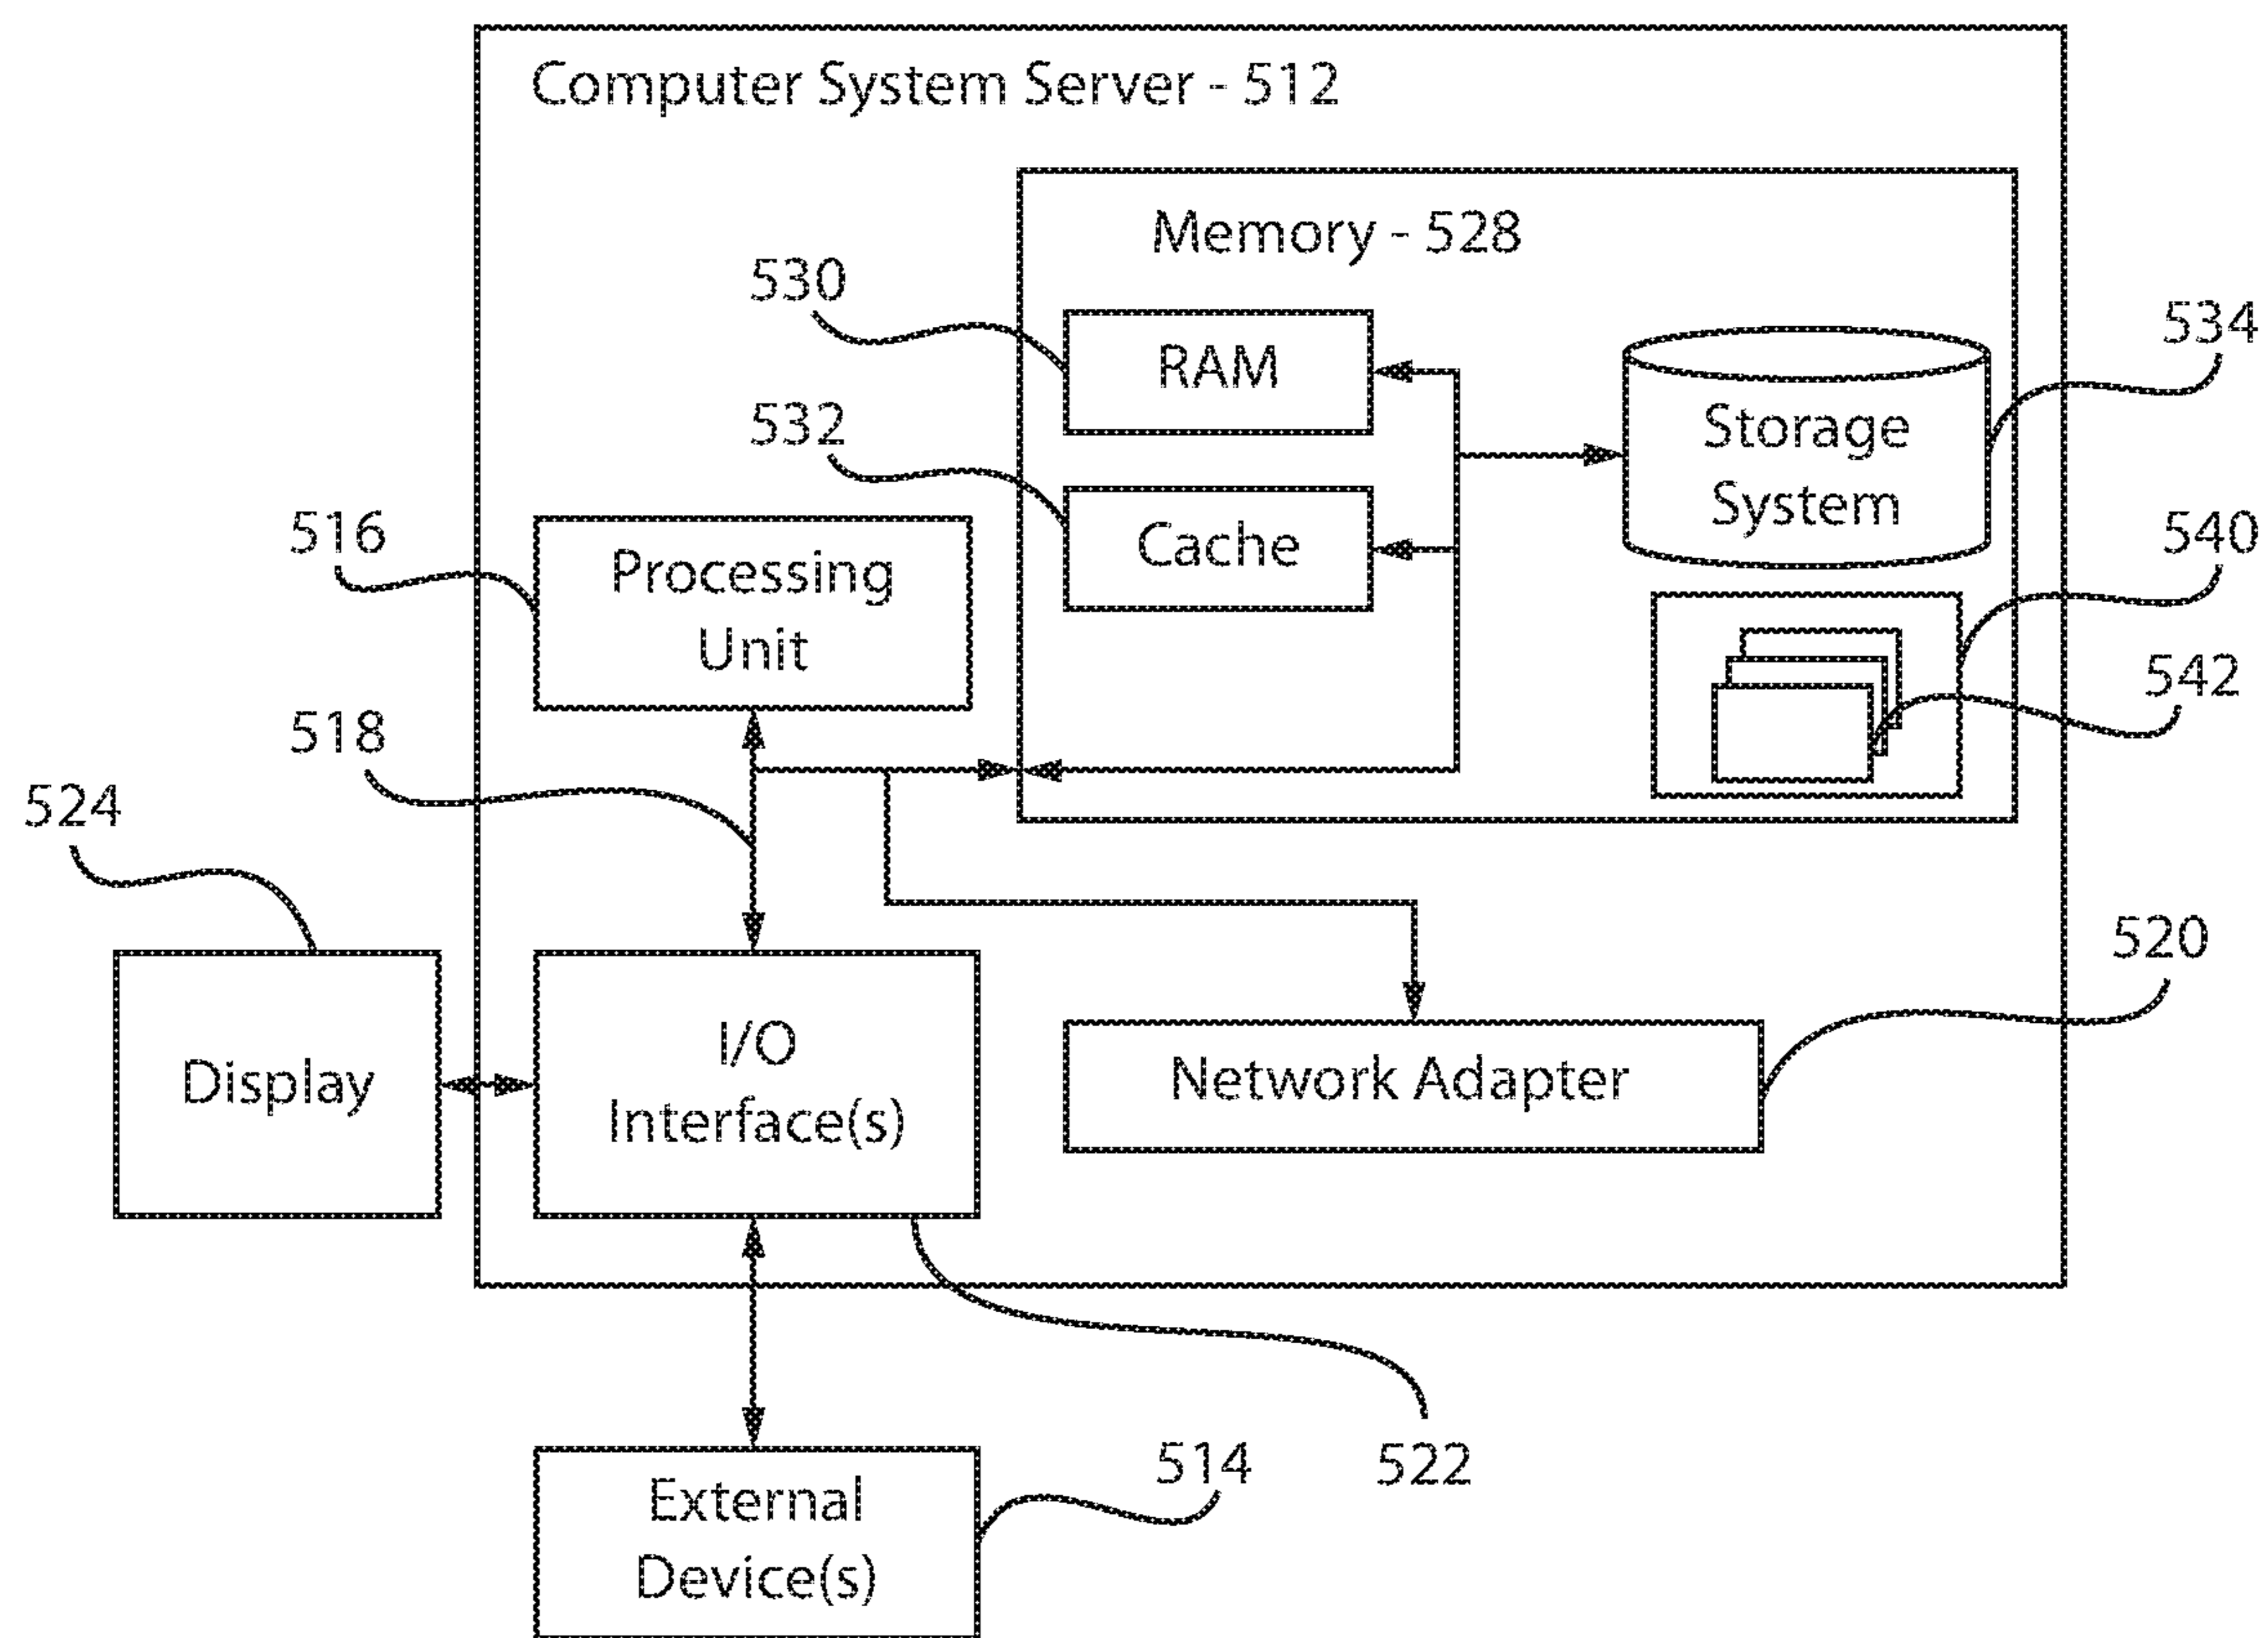 Computer System Server - 512
Memory - 528
530
RAM
534
Storage
System
532
Cache
516
Processing
Unit
540
542
518
524
Display
I/O
Interface(s)
520
Network Adapter
522
514
External
Device(s)